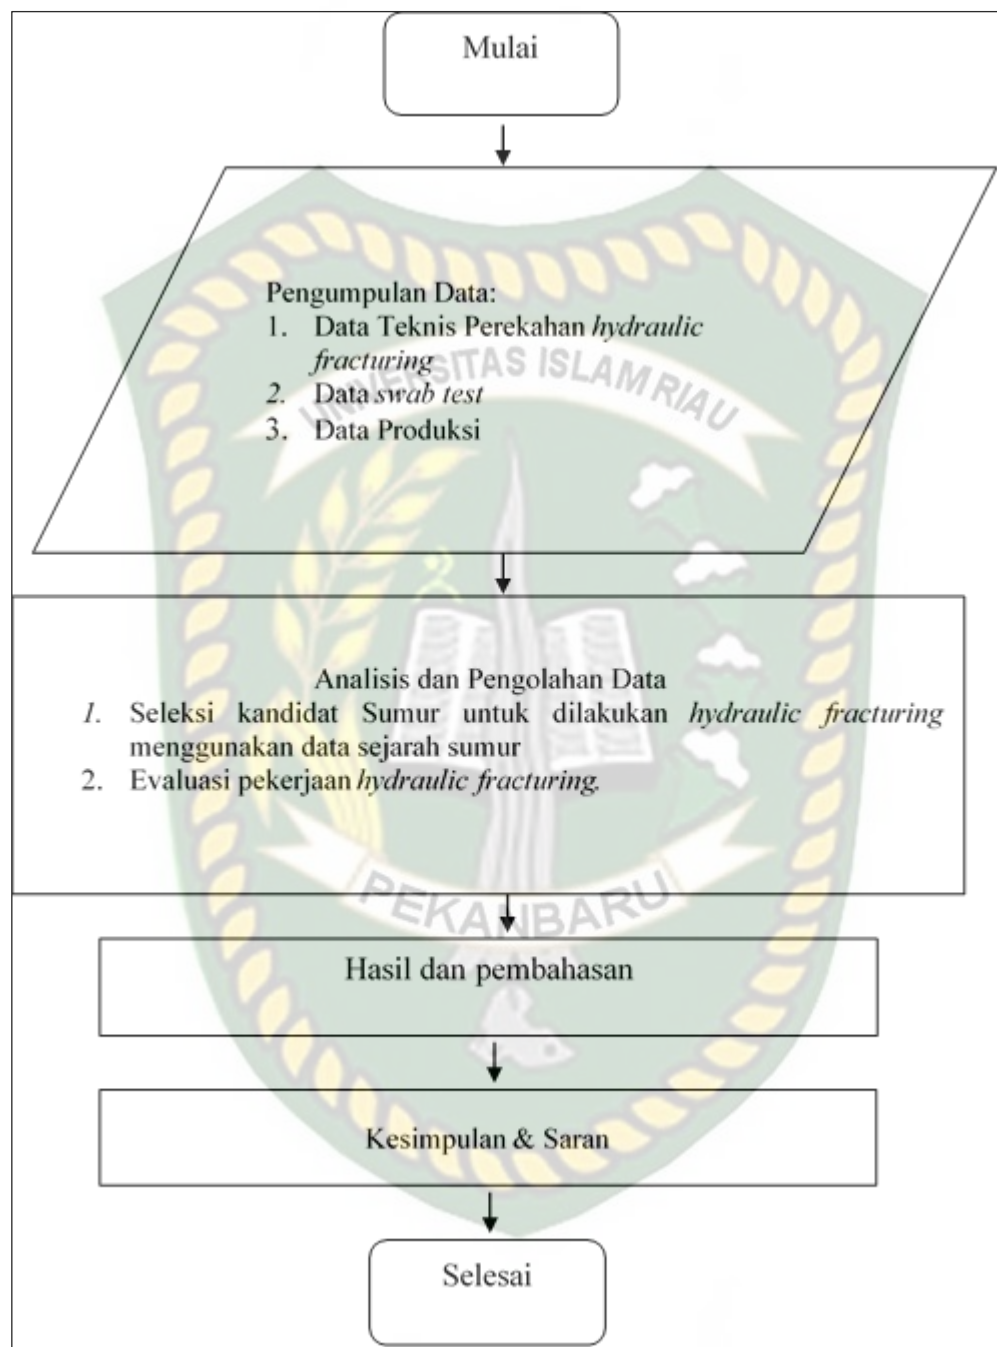 Mulai
Pengumpulan Data:
1. Data Teknis Perekahan hydraulic
fracturing
2. Data swab test
3. Data Produksi
UNIVERSITAS ISLAM RIAU
Analisis dan Pengolahan Data
1. Seleksi kandidat Sumur untuk dilakukan hydraulic fracturing
menggunakan data sejarah sumur
2. Evaluasi pekerjaan hydraulic fracturing.
PEKANBARU
Hasil dan pembahasan
Kesimpulan & Saran
Selesai